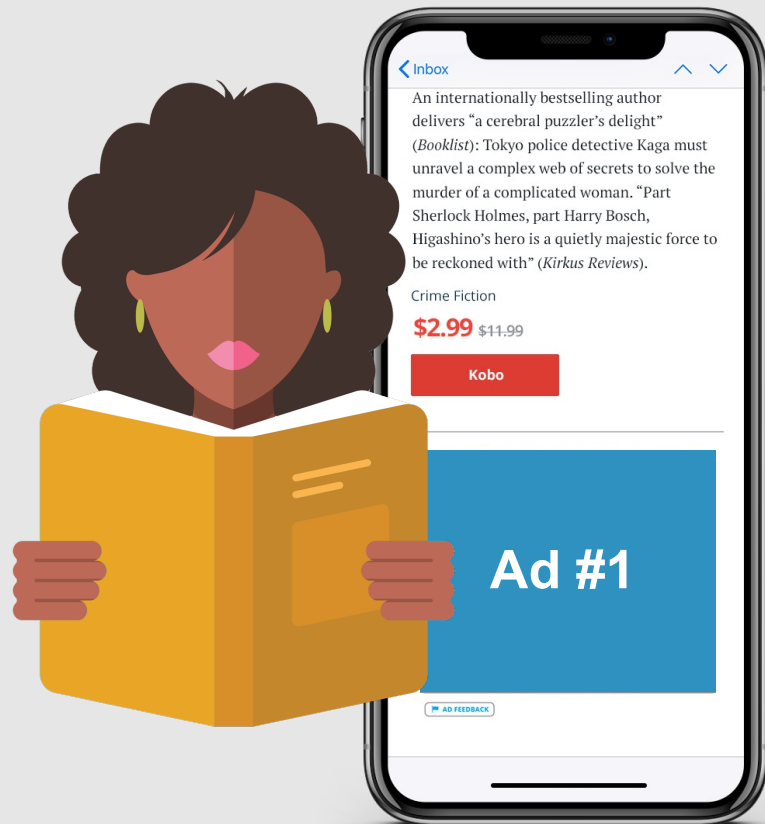 Inbox
An internationally bestselling author
delivers “a cerebral puzzler’s delight”
(Booklist): Tokyo police detective Kaga must
unravel a complex web of secrets to solve the
murder of a complicated woman. “Part
Sherlock Holmes, part Harry Bosch,
Higashino’s hero is a quietly majestic force to
be reckoned with” (Kirkus Reviews).
Crime Fiction
$2.99 $11.99
Kobo
Ad #1
AD FEEDBACK